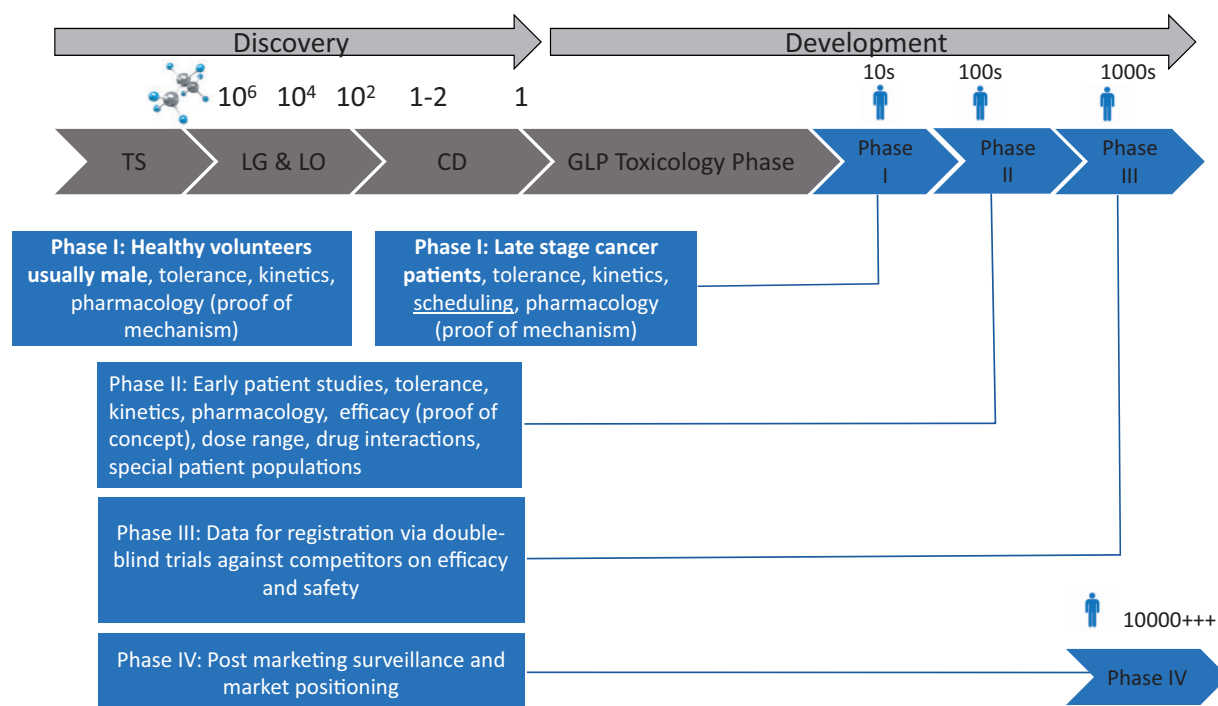 Discovery
Development
10s
100s
1000s
10⁶
10⁴
10²
1-2
1
TS
LG & LO
CD
GLP Toxicology Phase
Phase
I
Phase
II
Phase
III
Phase I: Healthy volunteers
usually male, tolerance, kinetics,
pharmacology (proof of
mechanism)
Phase I: Late stage cancer
patients, tolerance, kinetics,
scheduling, pharmacology
(proof of mechanism)
Phase II: Early patient studies, tolerance,
kinetics, pharmacology, efficacy (proof of
concept), dose range, drug interactions,
special patient populations
Phase III: Data for registration via double-
blind trials against competitors on efficacy
and safety
10000+++
Phase IV: Post marketing surveillance and
market positioning
Phase IV